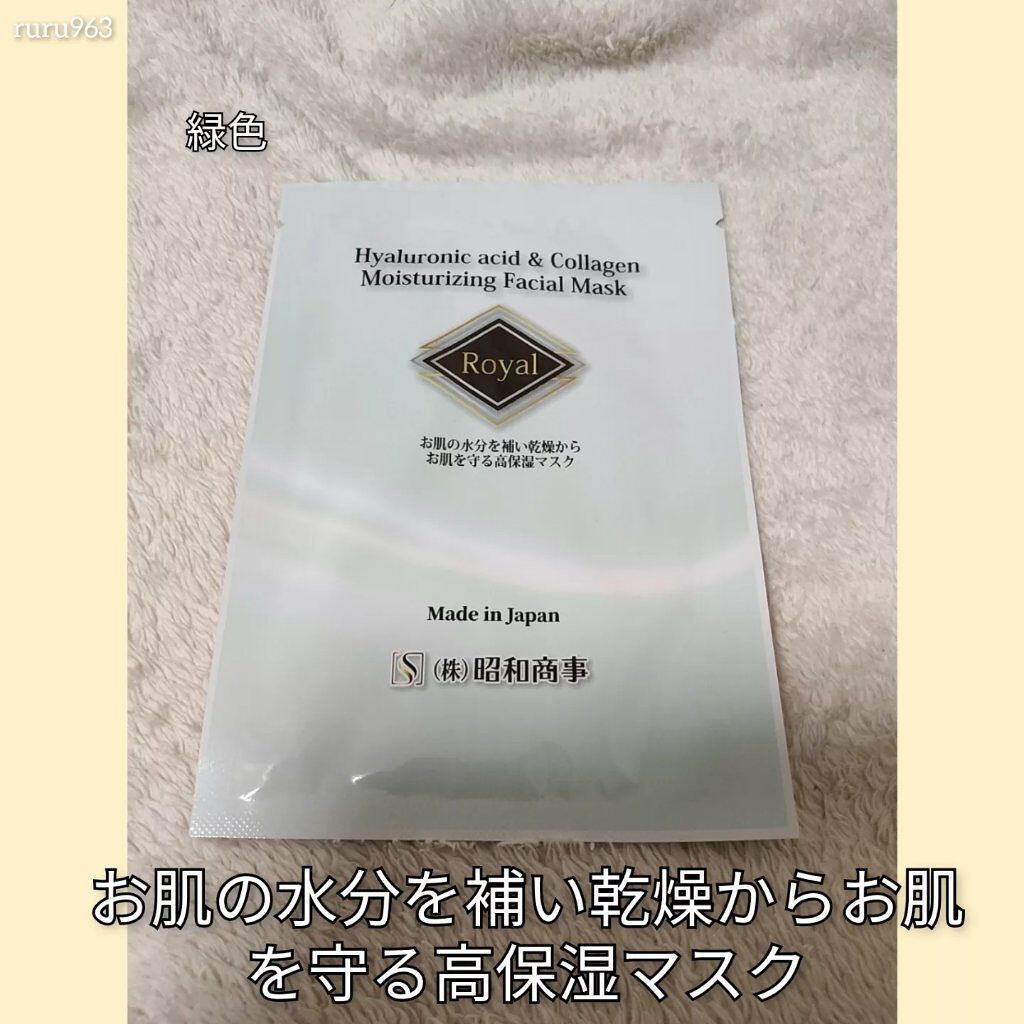 ruru963
緑色
Hyaluronic acid & Collagen
Moisturizing Facial Mask
Royal
お肌の水分を補い乾燥から
お肌を守る高保湿マスク
Made in Japan
[S] (株)昭和商事
お肌の水分を補い乾燥からお肌
を守る高保湿マスク